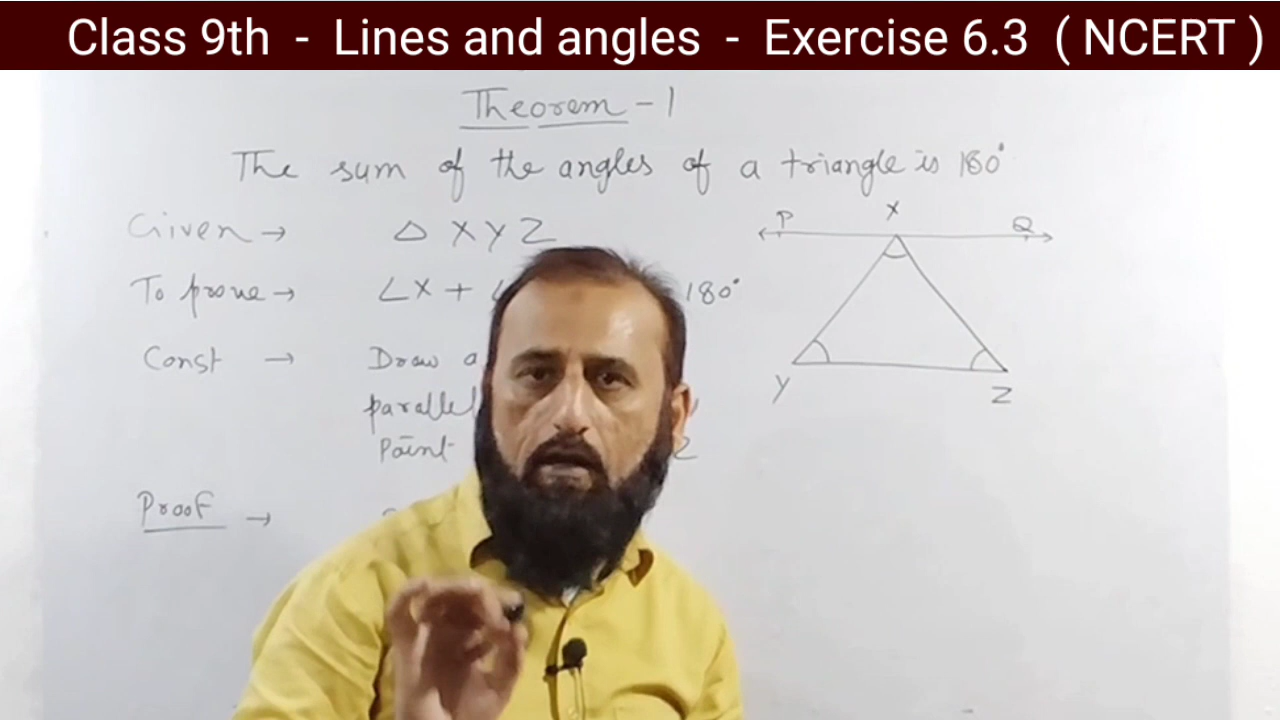 Class 9th - Lines and angles - Exercise 6.3 ( NCERT )
Theorem - 1
The sum of the angles of a triangle is 180°
Given → △ XYZ
To prove → ∠X + 180°
Const → Draw a
parallel
Point Z
Proof →
P X Q
Y Z